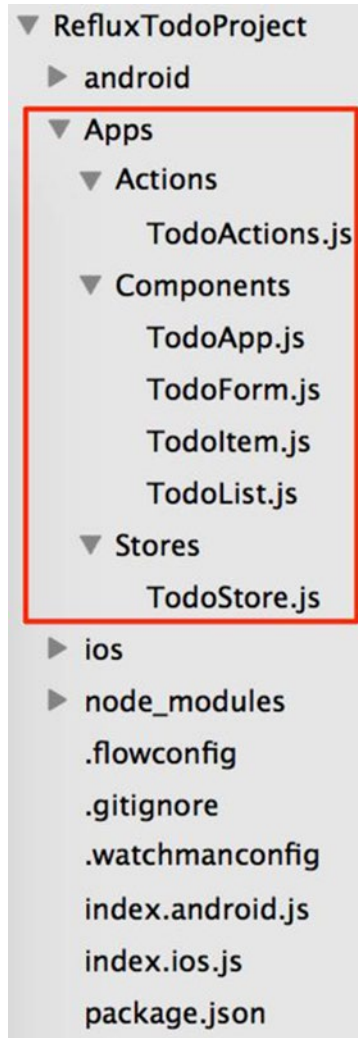 RefluxTodoProject
android
Apps
Actions
TodoActions.js
Components
TodoApp.js
TodoForm.js
TodoItem.js
TodoList.js
Stores
TodoStore.js
ios
node_modules
.flowconfig
.gitignore
.watchmanconfig
index.android.js
index.ios.js
package.json